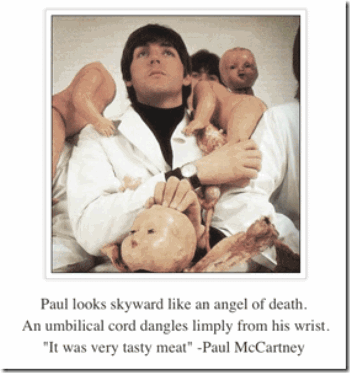 Paul looks skyward like an angel of death.
An umbilical cord dangles limply from his wrist.
"It was very tasty meat" -Paul McCartney